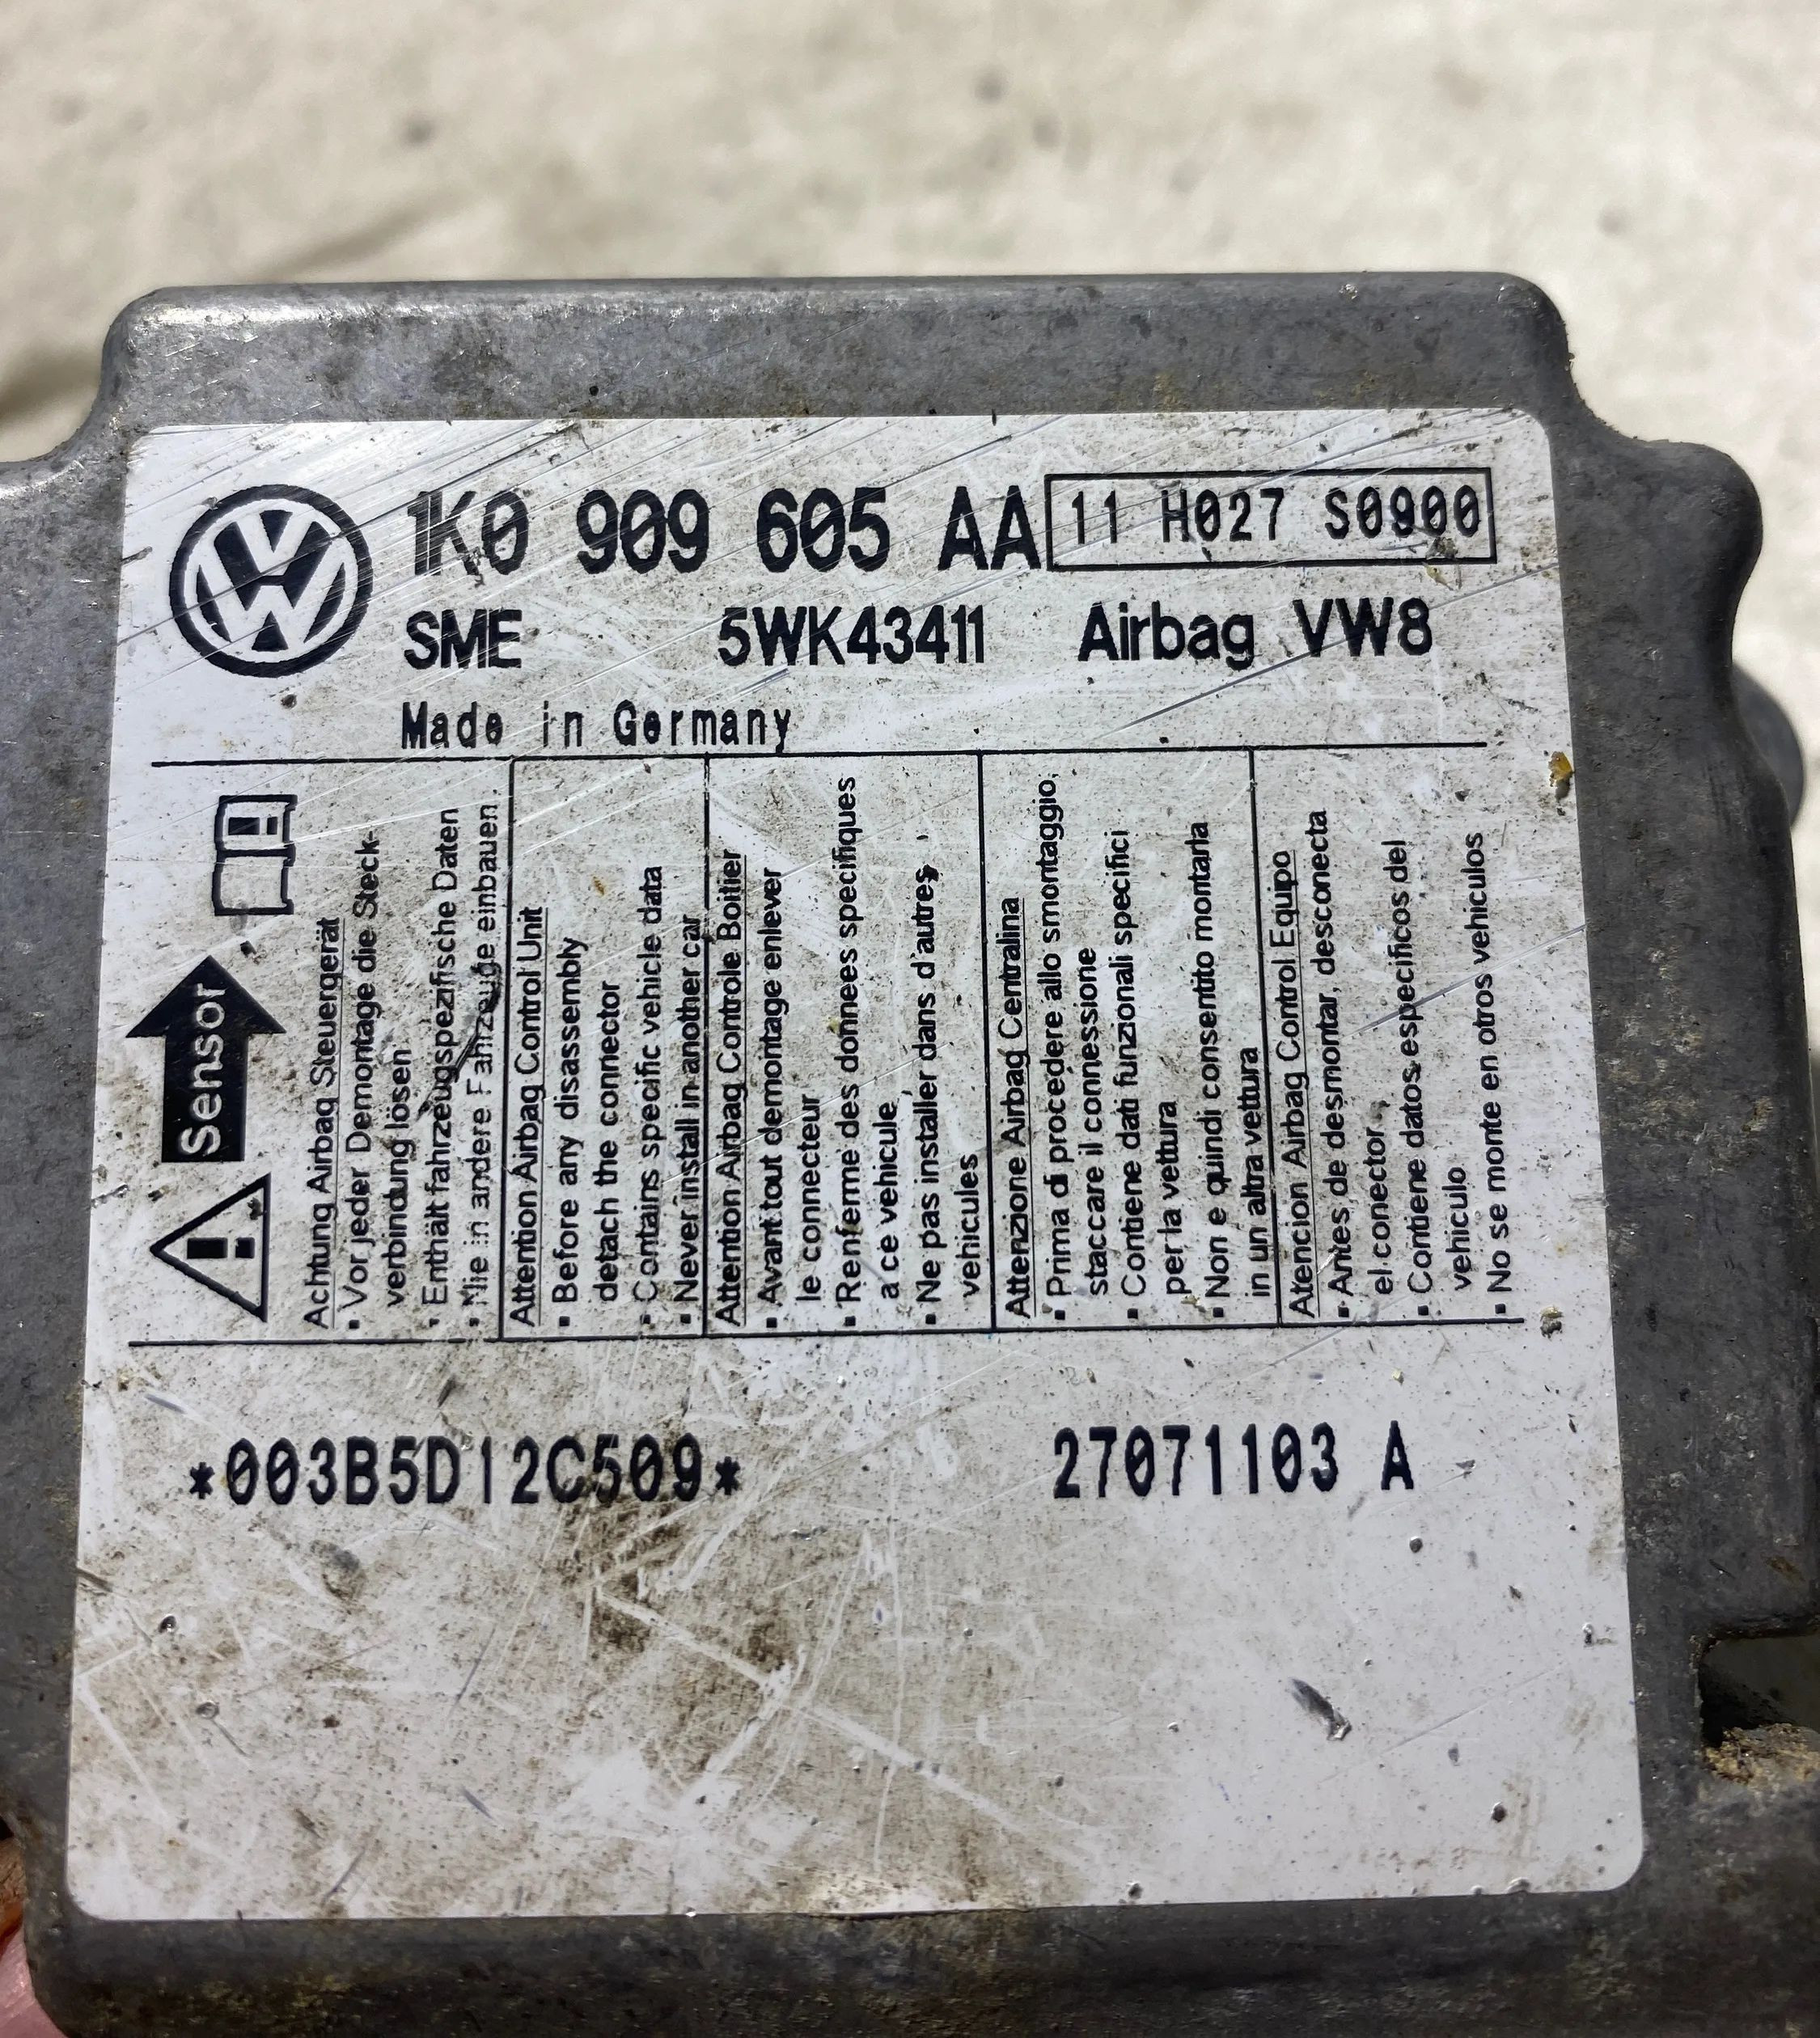 1K0 909 605 AA 11 H027 S0900
SME 5WK43411 Airbag VW8
Made in Germany
Sensor
Achtung Airbag Steuergerät
• Vor jeder Demontage die Steck-
verbindung lösen
• Enthält fahrzeugspezifische Daten
• Nie in andere Fahrzeuge einbauen.
Attention Airbag Control Unit
• Before any disassembly
detach the connector
• Contains specific vehicle data
• Never install in another car
Attention Airbag Controle Boitier
• Avant tout demontage enlever
le connecteur
• Renferme des donnees specifiques
a ce vehicule
• Ne pas installer dans d'autres
vehicules
Attenzione Airbag Centralina
• Prima di procedere allo smontaggio,
staccare il connessione
• Contiene dati funzionali specifici
per la vettura
• Non e quindi consentito montarla
in un altra vettura
Atencion Airbag Control Equipo
• Antes de desmontar, desconecta
el conector
• Contiene datos especificos del
vehiculo
• No se monte en otros vehiculos
*003B5D12C509* 27071103 A